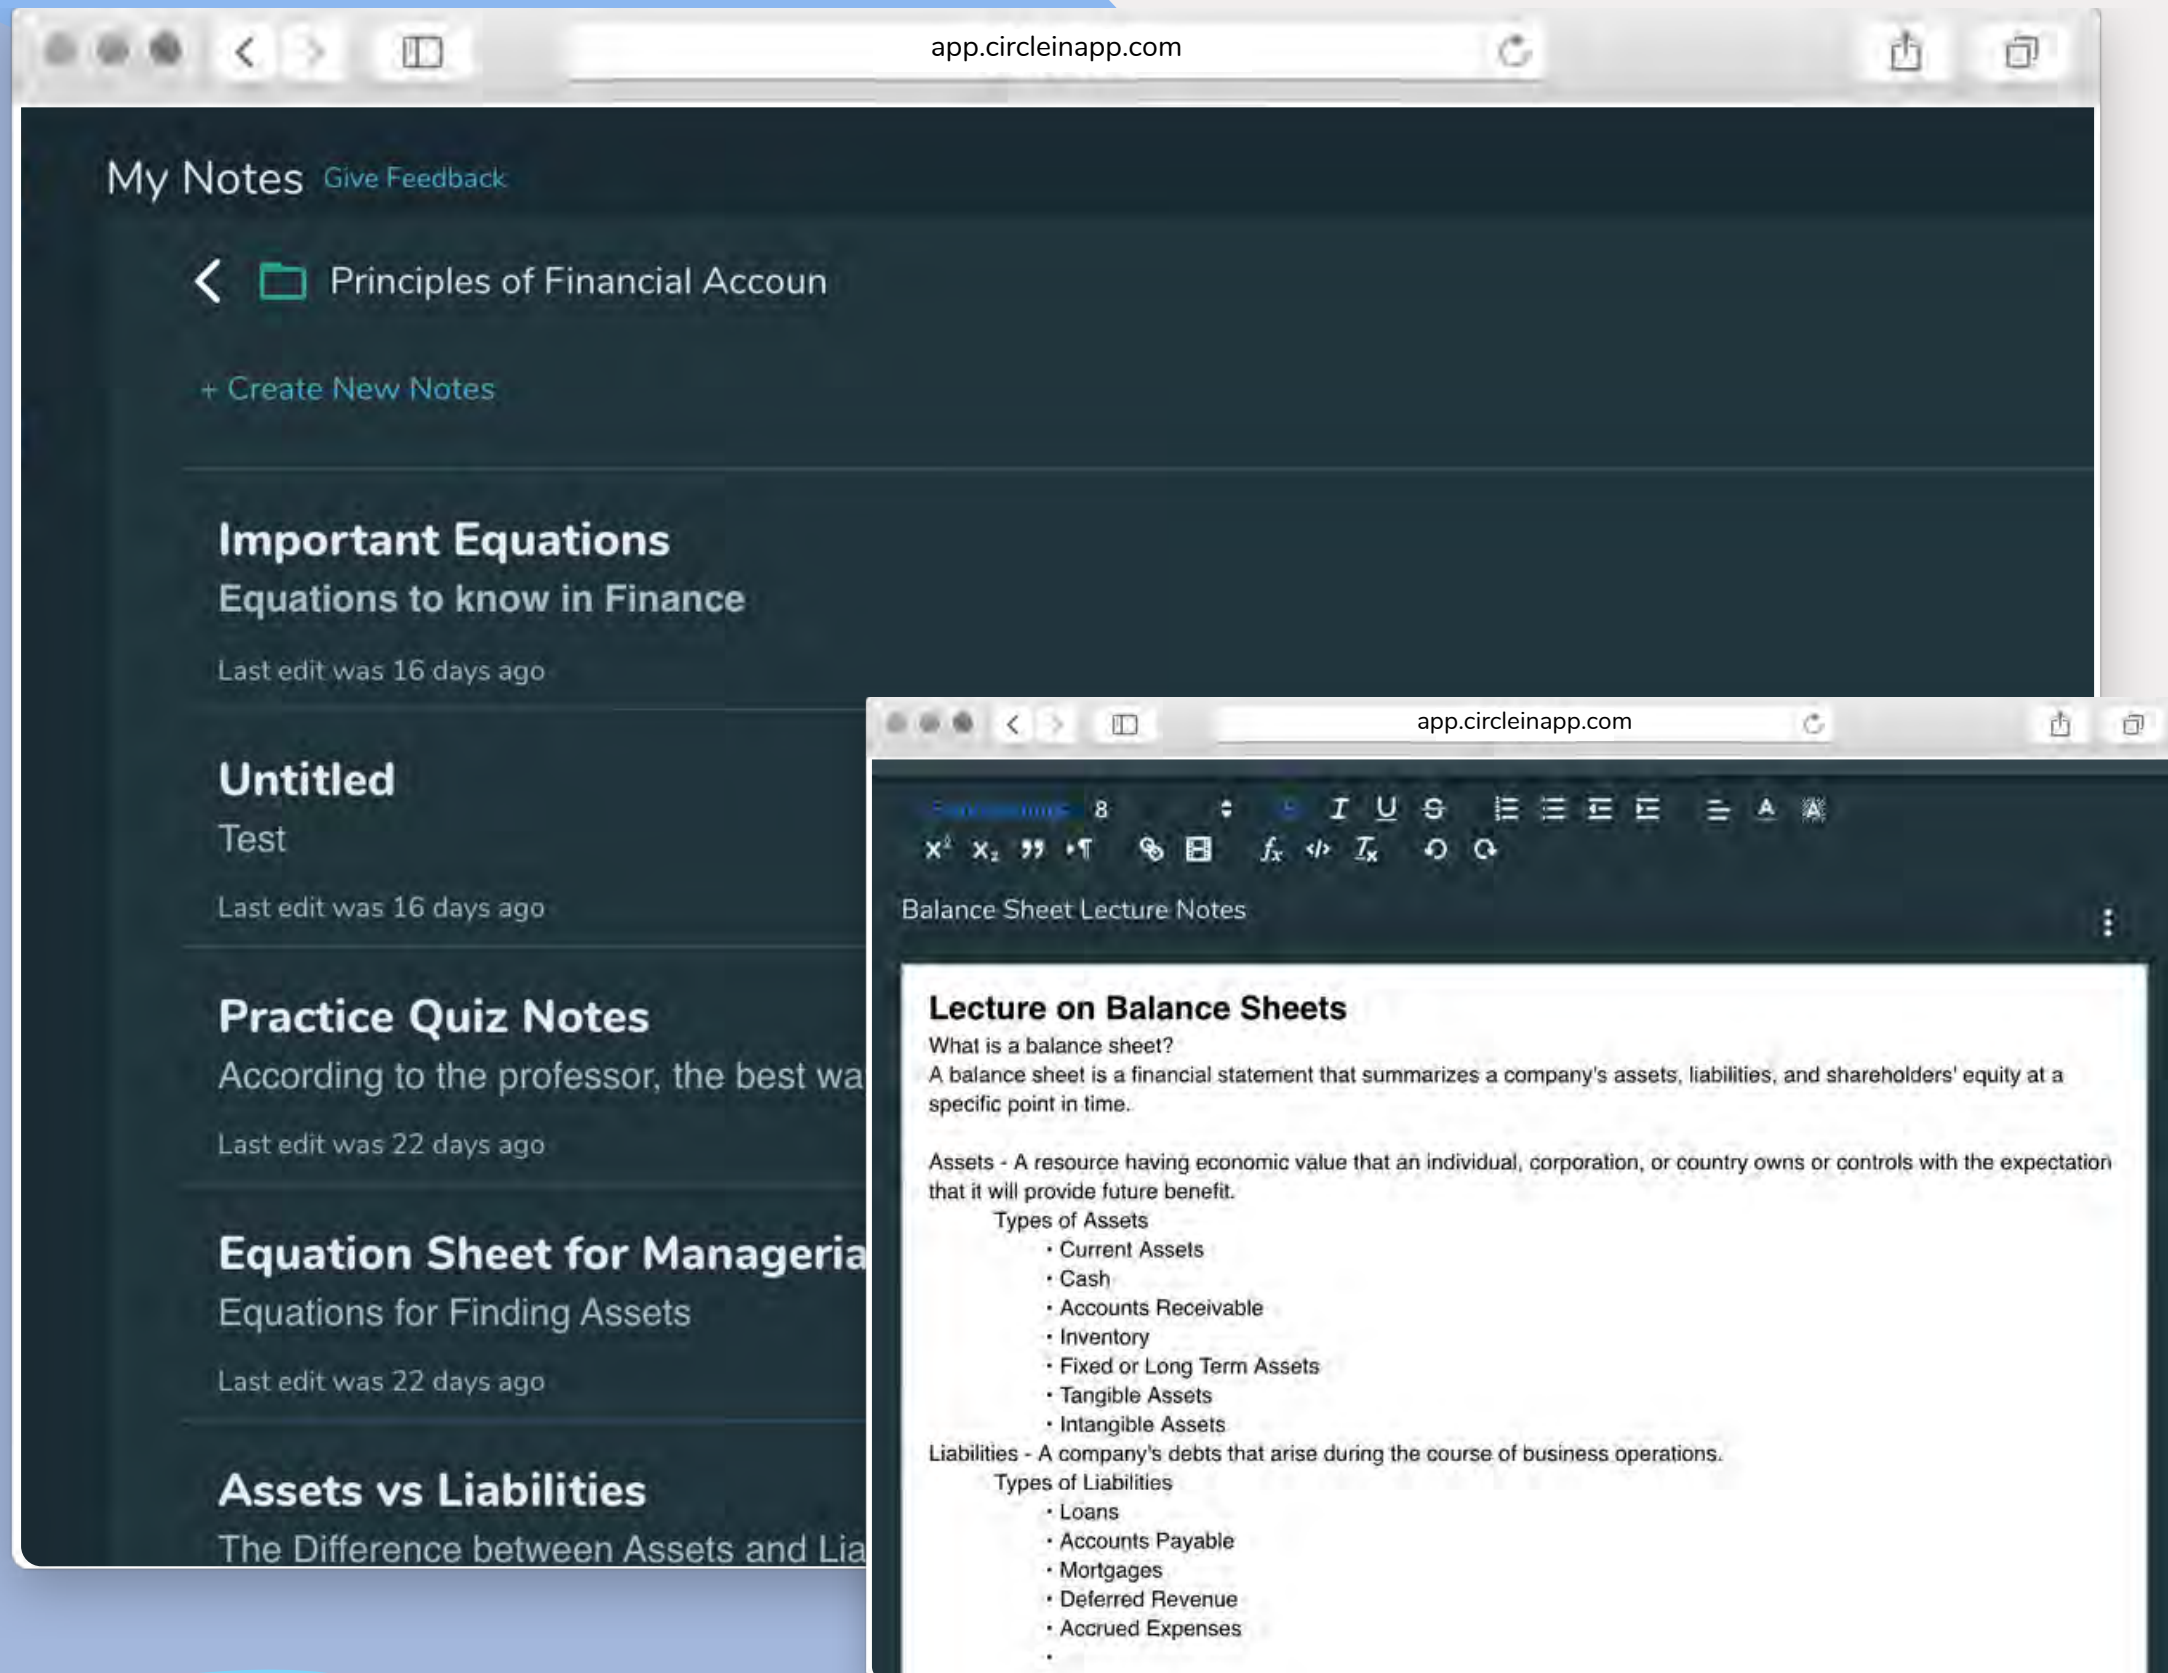 app.circleinapp.com
My Notes Give Feedback
Principles of Financial Accoun
+ Create New Notes
Important Equations
Equations to know in Finance
Last edit was 16 days ago
Untitled
Test
Last edit was 16 days ago
Practice Quiz Notes
According to the professor, the best wa
Last edit was 22 days ago
Equation Sheet for Manageria
Equations for Finding Assets
Last edit was 22 days ago
Assets vs Liabilities
The Difference between Assets and Lia
app.circleinapp.com
8
Balance Sheet Lecture Notes
Lecture on Balance Sheets
What is a balance sheet?
A balance sheet is a financial statement that summarizes a company's assets, liabilities, and shareholders' equity at a
specific point in time.
Assets - A resource having economic value that an individual, corporation, or country owns or controls with the expectation
that it will provide future benefit.
Types of Assets
• Current Assets
• Cash
• Accounts Receivable
• Inventory
• Fixed or Long Term Assets
• Tangible Assets
• Intangible Assets
Liabilities - A company's debts that arise during the course of business operations.
Types of Liabilities
• Loans
• Accounts Payable
• Mortgages
• Deferred Revenue
• Accrued Expenses
•